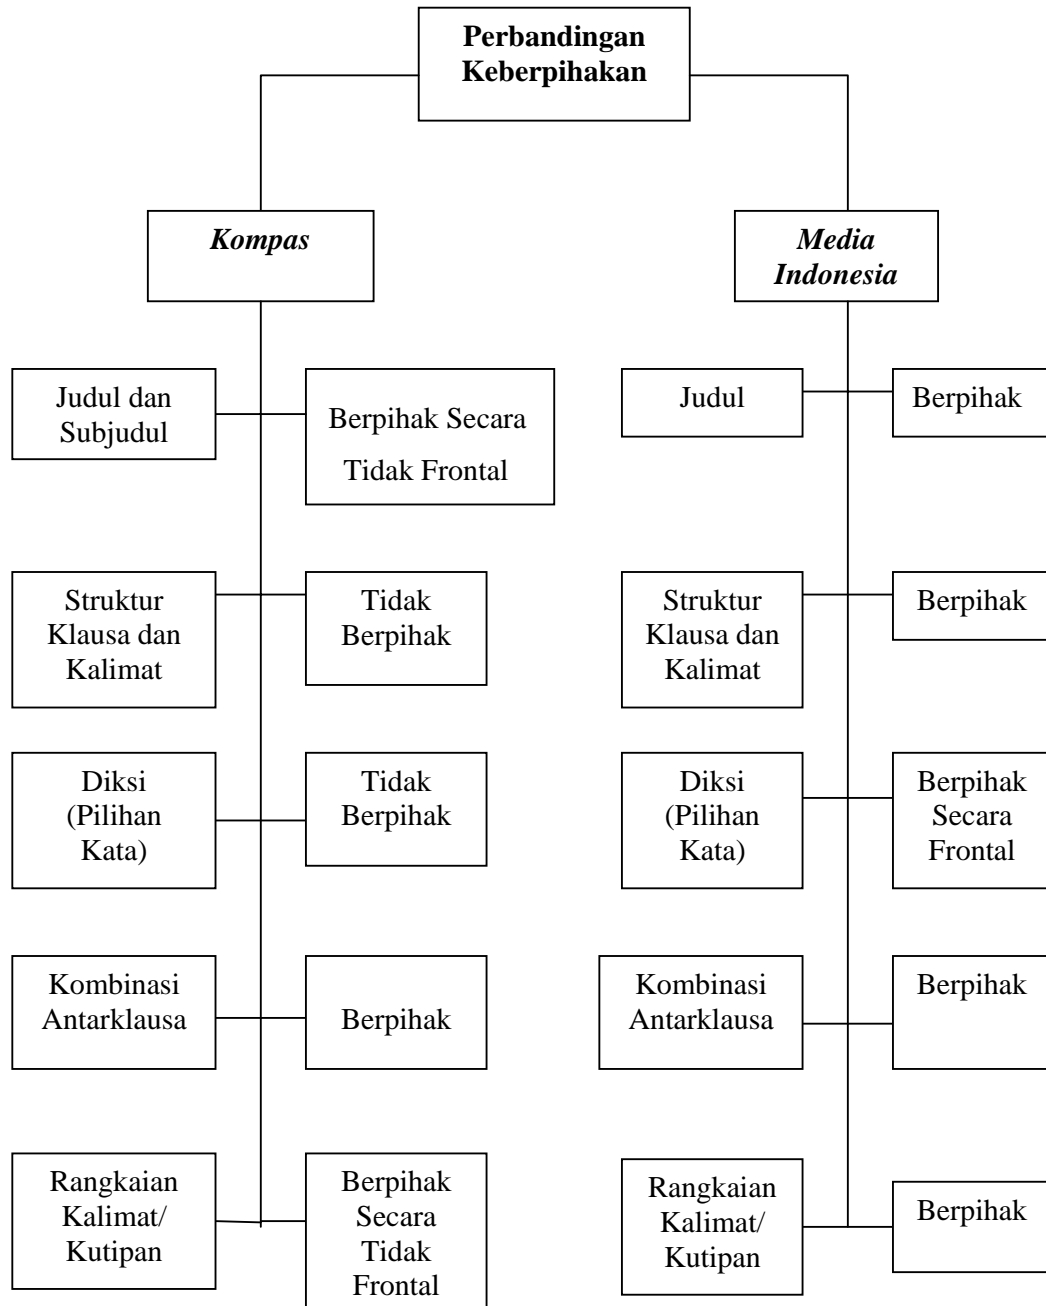 Perbandingan
Keberpihakan
Kompas
Media
Indonesia
Judul dan
Subjudul
Berpihak Secara
Tidak Frontal
Judul
Berpihak
Struktur
Klausa dan
Kalimat
Tidak
Berpihak
Struktur
Klausa dan
Kalimat
Berpihak
Diksi
(Pilihan
Kata)
Tidak
Berpihak
Diksi
(Pilihan
Kata)
Berpihak
Secara
Frontal
Kombinasi
Antarklausa
Berpihak
Kombinasi
Antarklausa
Berpihak
Rangkaian
Kalimat/
Kutipan
Berpihak
Secara
Tidak
Frontal
Rangkaian
Kalimat/
Kutipan
Berpihak